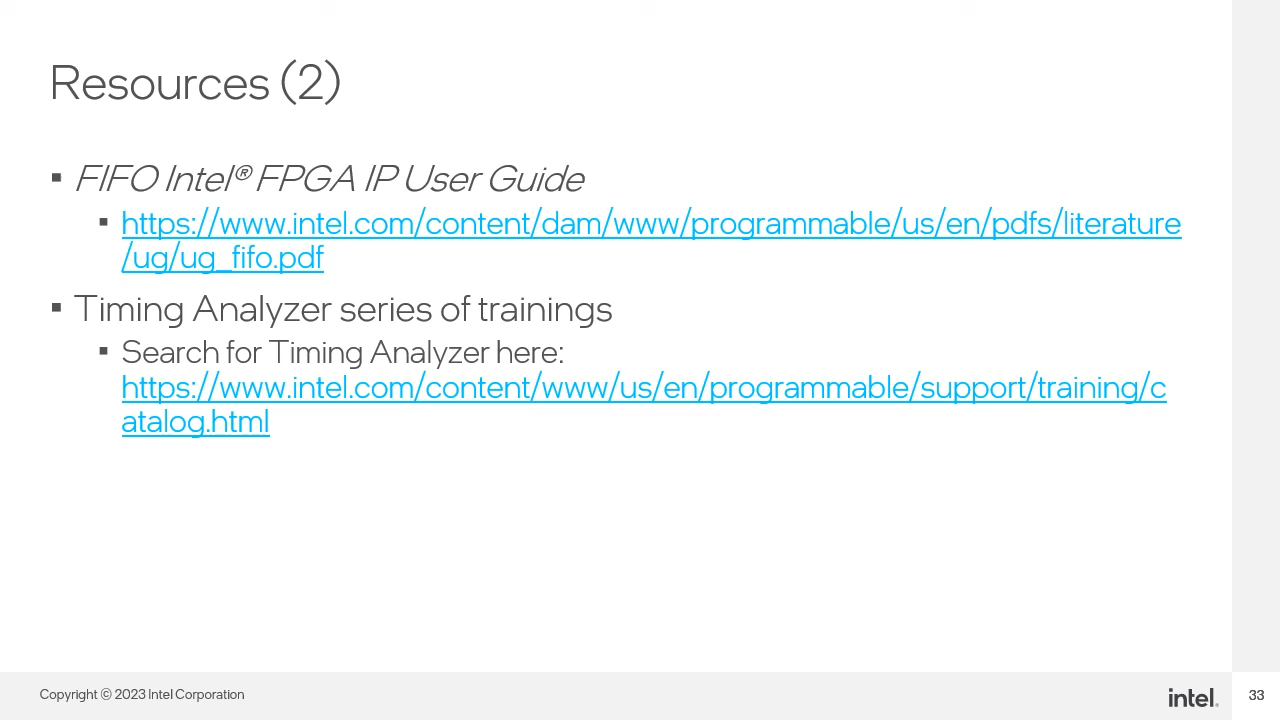 Resources (2)
▪ FIFO Intel® FPGA IP User Guide
▪ https://www.intel.com/content/dam/www/programmable/us/en/pdfs/literature
/ug/ug_fifo.pdf
▪ Timing Analyzer series of trainings
▪ Search for Timing Analyzer here:
https://www.intel.com/content/www/us/en/programmable/support/training/c
atalog.html
Copyright © 2023 Intel Corporation
intel.
33